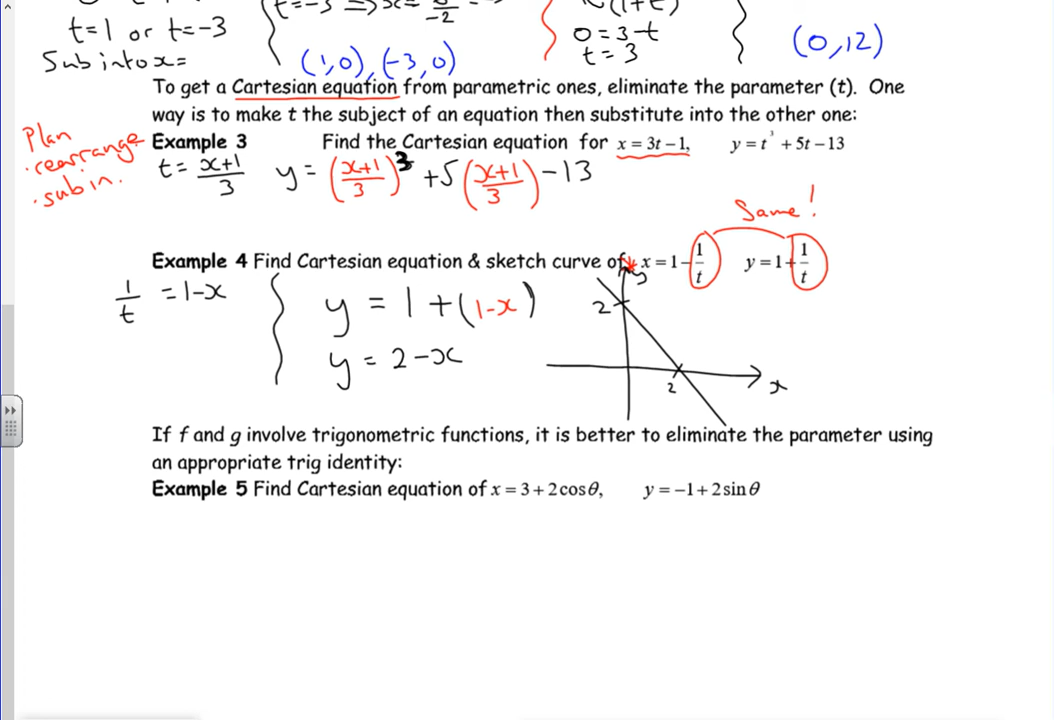 t=-3 ⇒ x=
-2
t=1 or t=-3
Sub into x=
(1,0), (-3,0)
0=3-t
t=3
(0,12)
To get a Cartesian equation from parametric ones, eliminate the parameter (t). One
way is to make t the subject of an equation then substitute into the other one:
Plan
· rearrange
· sub in.
Example 3 Find the Cartesian equation for x = 3t – 1, y = t³ + 5t – 13
t = (x+1)/3 y = ((x+1)/3)³ + 5((x+1)/3) - 13
Same!
Example 4 Find Cartesian equation & sketch curve of x = 1 – 1/t y = 1 + 1/t
1/t = 1-x
y = 1 + (1-x)
y = 2 - x
y
2
2
x
If f and g involve trigonometric functions, it is better to eliminate the parameter using
an appropriate trig identity:
Example 5 Find Cartesian equation of x = 3 + 2cosθ, y = –1 + 2sinθ